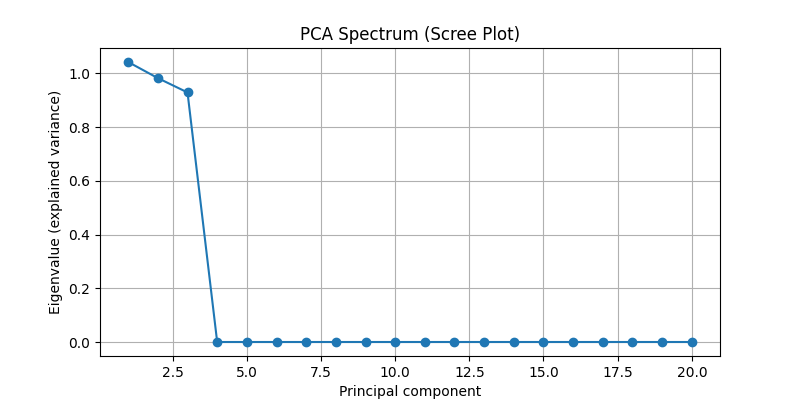 PCA Spectrum (Scree Plot)
Eigenvalue (explained variance)
1.0
0.8
0.6
0.4
0.2
0.0
2.5 5.0 7.5 10.0 12.5 15.0 17.5 20.0
Principal component